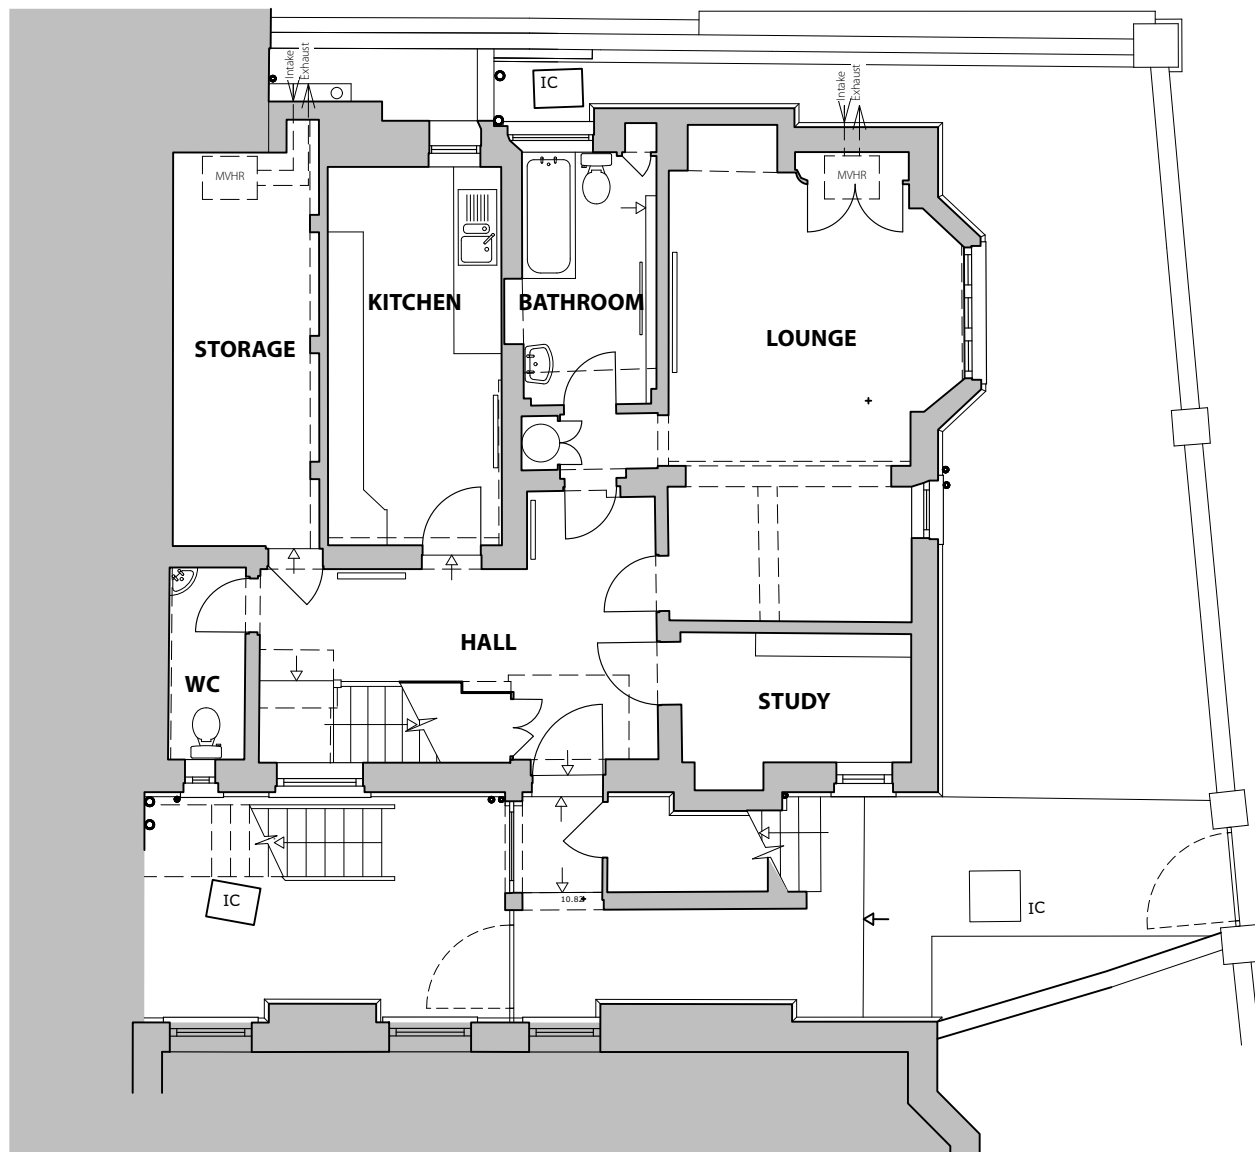 Intake
Exhaust
IC
Intake
Exhaust
MVHR
MVHR
KITCHEN
BATHROOM
STORAGE
LOUNGE
HALL
WC
STUDY
IC
10.82
IC